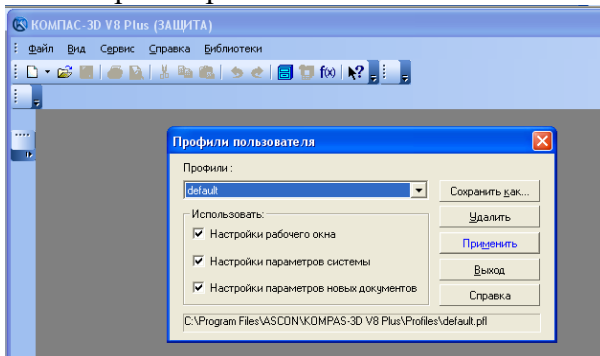 КОМПАС-3D V8 Plus (ЗАЩИТА)
Файл Вид Сервис Справка Библиотеки
f(x)
Профили пользователя
Профили:
default
Сохранить как...
Использовать:
Удалить
Настройки рабочего окна
Применить
Настройки параметров системы
Выход
Настройки параметров новых документов
Справка
C:\Program Files\ASCON\KOMPAS-3D V8 Plus\Profiles\default.pfl